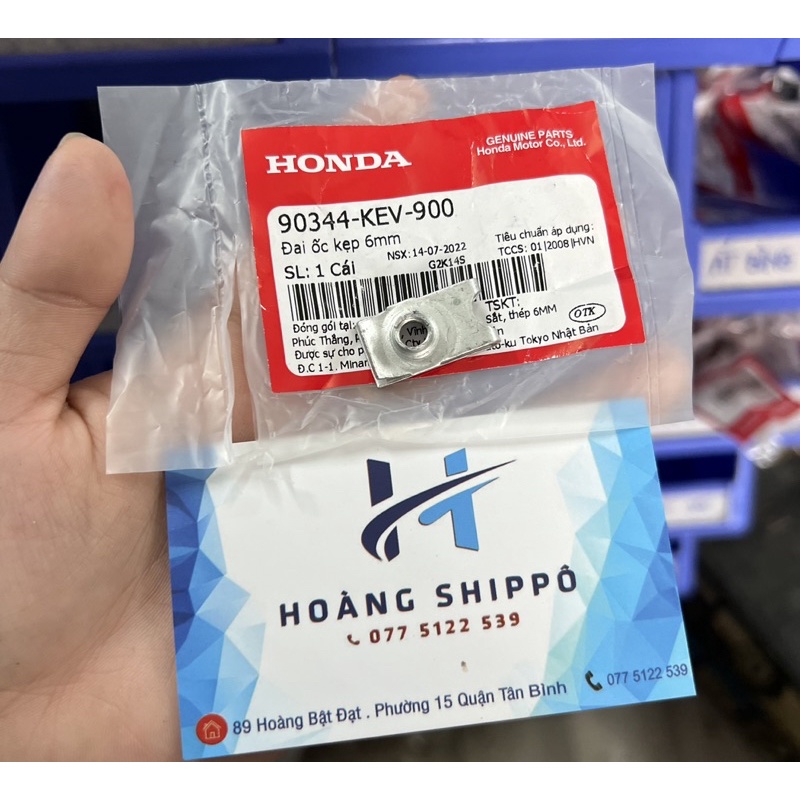 GENUINE PARTS
Honda Motor Co., Ltd.
HONDA
90344-KEV-900
Đai ốc kẹp 6mm
NSX: 14-07-2022
Tiêu chuẩn áp dụng:
TCCS: 01|2008|HVN
SL: 1 Cái
G2K14S
TSKT:
Đóng gói tại:
Vĩnh
Sắt, thép 6MM
OTK
Phúc Thắng,
Được sự cho
Tokyo Nhật Bản
Đ.C 1-1, Minam
HOÀNG SHIPPÔ
077 5122 539
077 5122 539
89 Hoàng Bật Đạt . Phường 15 Quận Tân Bình